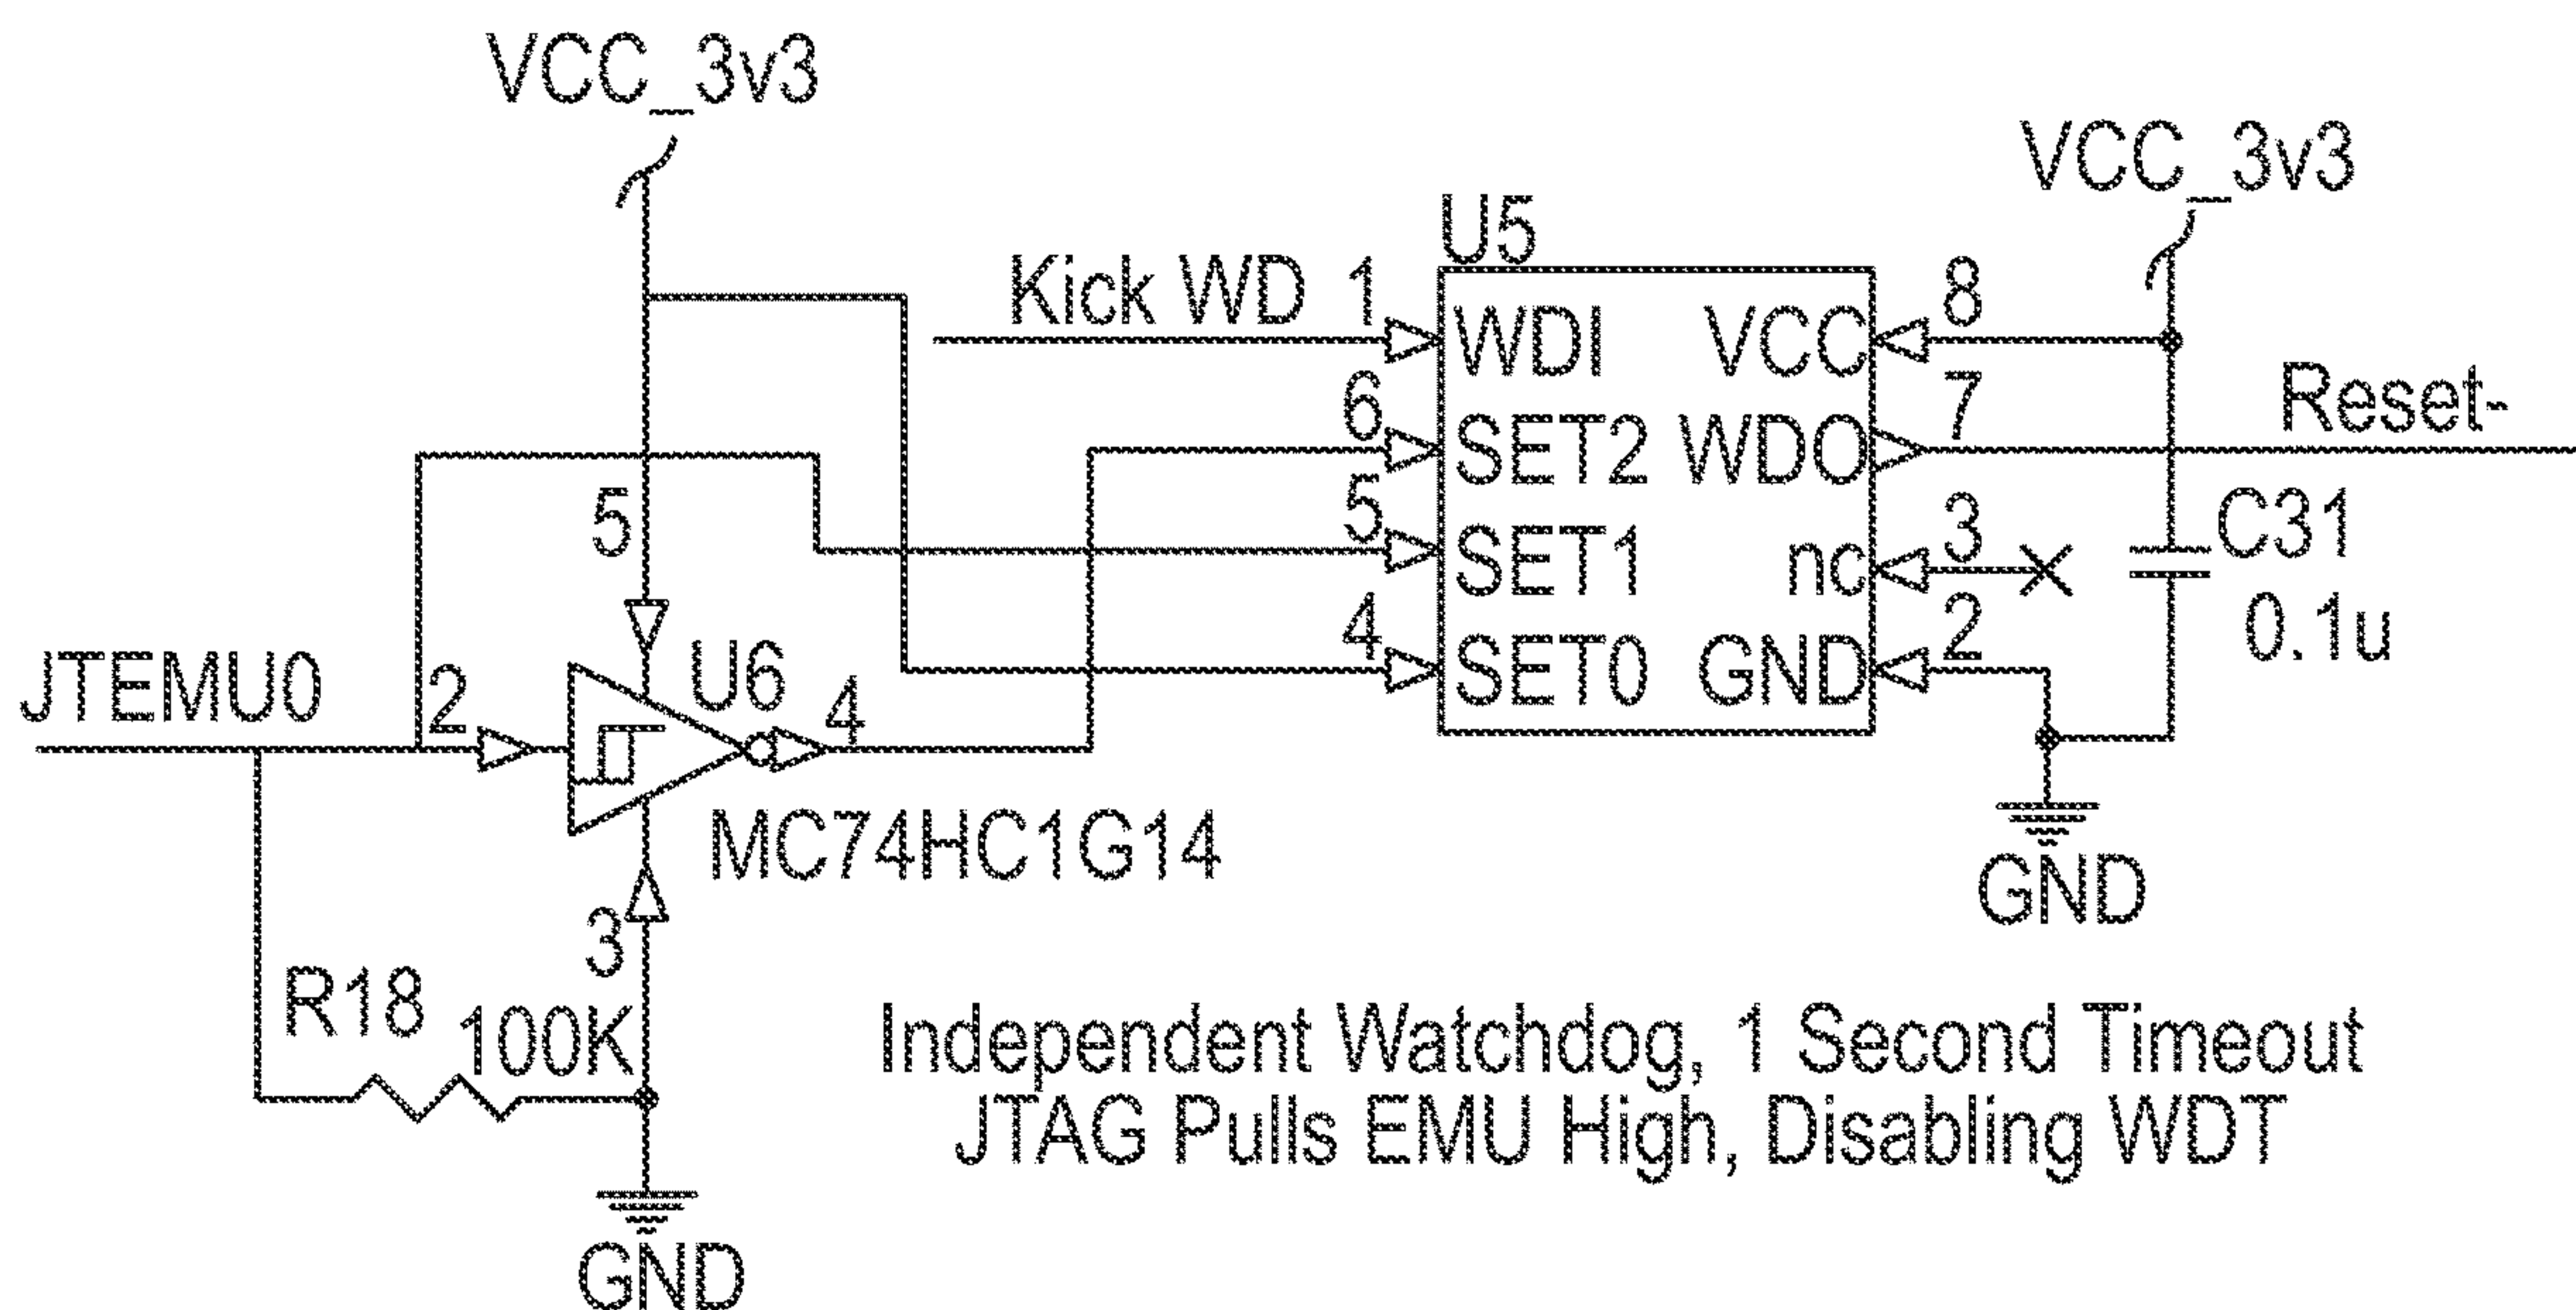 VCC_3v3
VCC_3v3
U5
Kick WD 1
WDI VCC 8
6 SET2 WDO 7 Reset-
5 SET1 nc 3
4 SET0 GND 2
C31
0.1u
GND
5
JTEMU0 2 U6 4
MC74HC1G14
3
R18 100K
GND
Independent Watchdog, 1 Second Timeout
JTAG Pulls EMU High, Disabling WDT